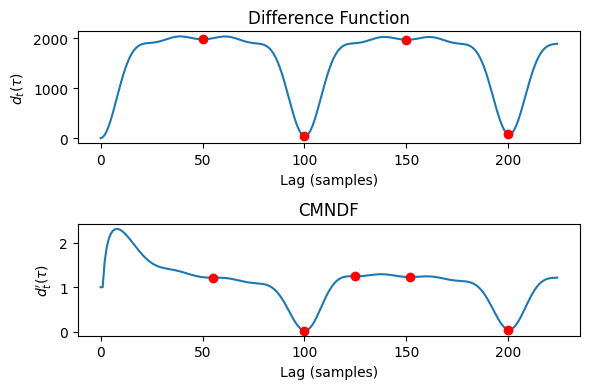 Difference Function
2000
1000
0
d_t(τ)
0 50 100 150 200
Lag (samples)
CMNDF
2
1
0
d'_t(τ)
0 50 100 150 200
Lag (samples)